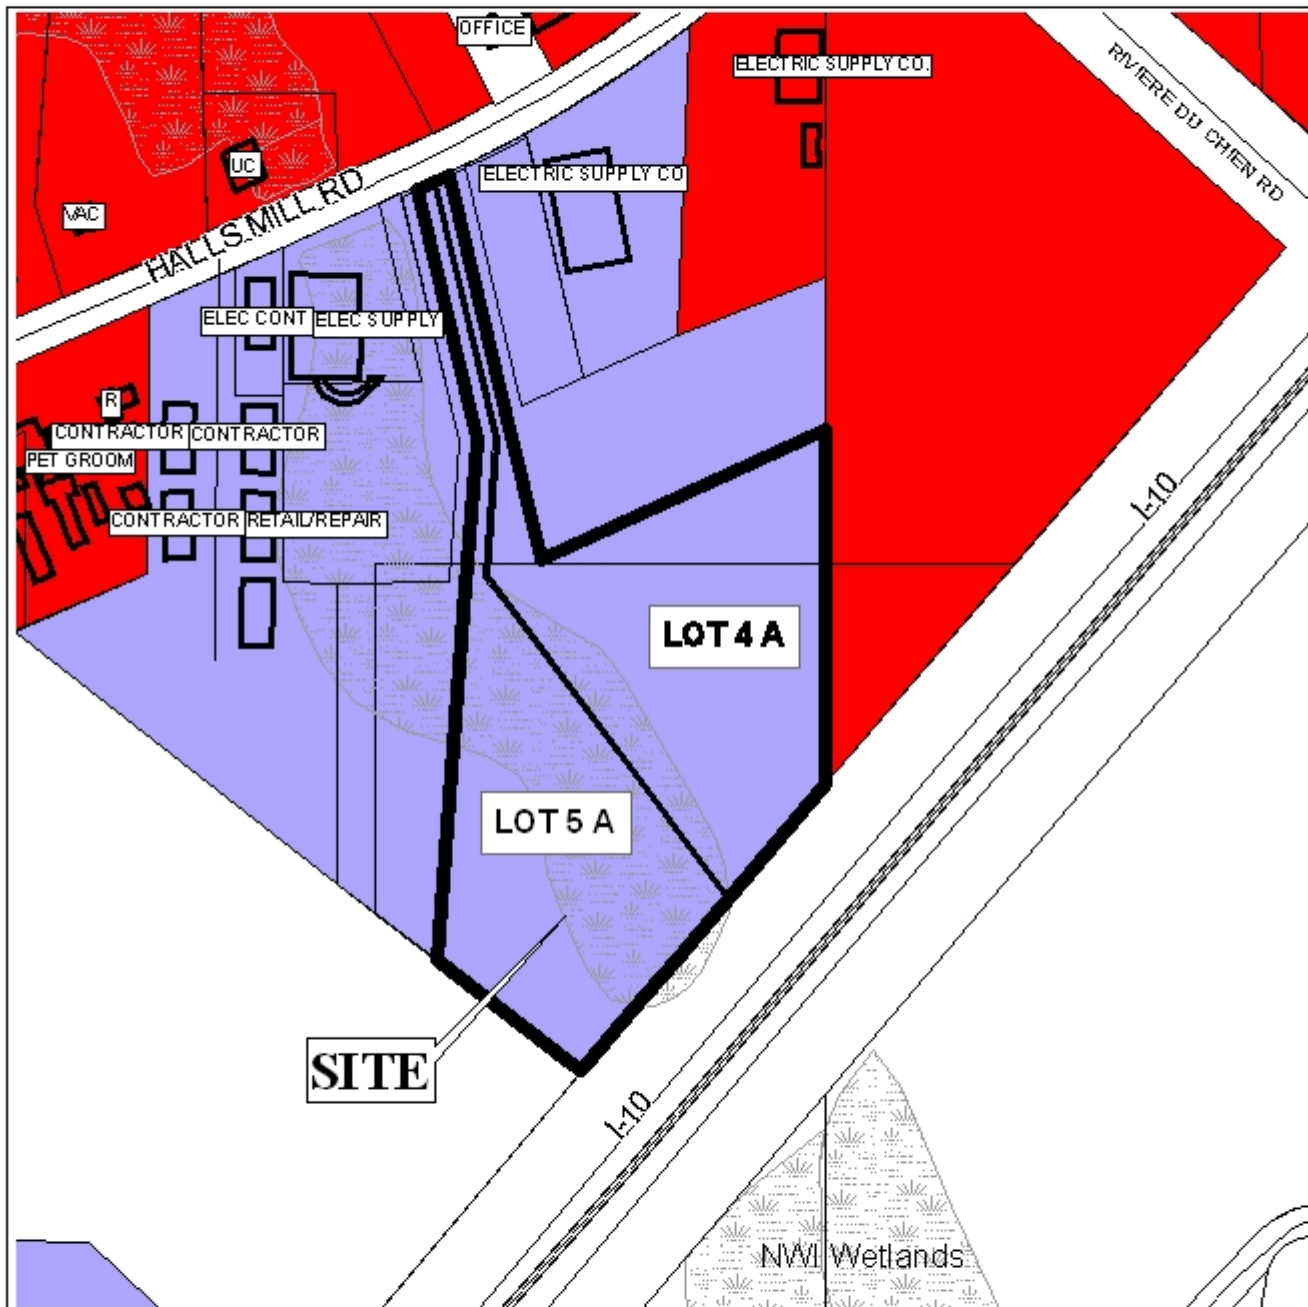 OFFICE
ELECTRIC SUPPLY CO.
RIVIERE DU CHIEN RD
UC
ELECTRIC SUPPLY CO
VAC
HALLS MILL RD
ELEC CONT
ELEC SUPPLY
R
CONTRACTOR
CONTRACTOR
PET GROOM
I-10
CONTRACTOR
RETAIL/REPAIR
LOT 4 A
LOT 5 A
SITE
I-10
NWI Wetlands